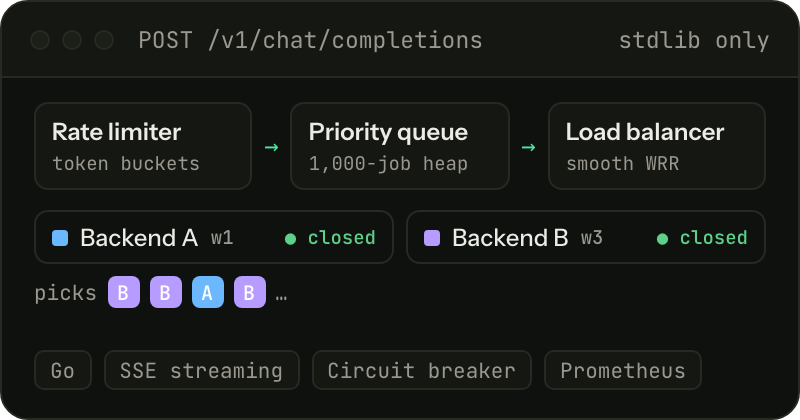 POST /v1/chat/completions stdlib only
Rate limiter → Priority queue → Load balancer
token buckets 1,000-job heap smooth WRR
Backend A w1 ● closed Backend B w3 ● closed
picks B B A B …
Go SSE streaming Circuit breaker Prometheus